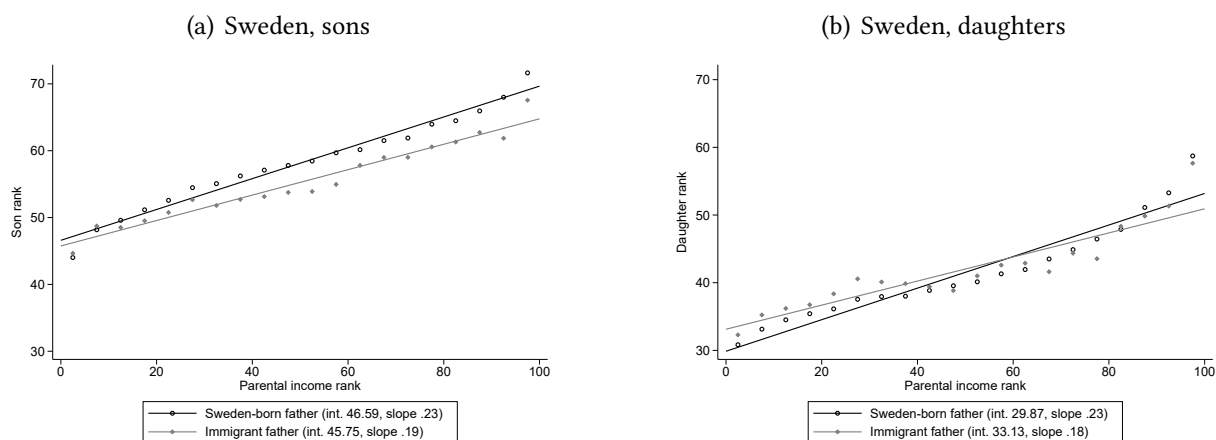 (a) Sweden, sons
70
60
50
40
30
Son rank
0 20 40 60 80 100
Parental income rank
Sweden-born father (int. 46.59, slope .23)
Immigrant father (int. 45.75, slope .19)
(b) Sweden, daughters
70
60
50
40
30
Daughter rank
0 20 40 60 80 100
Parental income rank
Sweden-born father (int. 29.87, slope .23)
Immigrant father (int. 33.13, slope .18)